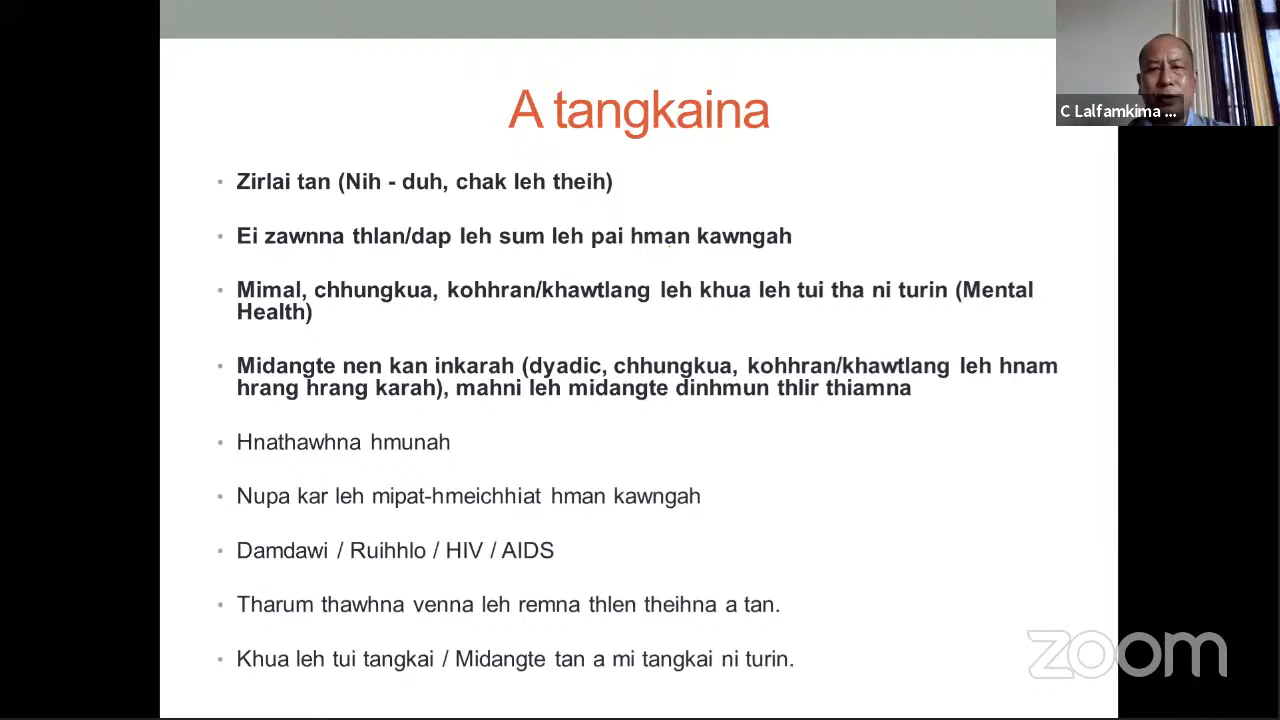 A tangkaina
C Lalfamkima ...
Zirlai tan (Nih - duh, chak leh theih)
Ei zawnna thlan/dap leh sum leh pai hman kawngah
Mimal, chhungkua, kohhran/khawtlang leh khua leh tui tha ni turin (Mental
Health)
Midangte nen kan inkarah (dyadic, chhungkua, kohhran/khawtlang leh hnam
hrang hrang karah), mahni leh midangte dinhmun thlir thiamna
Hnathawhna hmunah
Nupa kar leh mipat-hmeichhiat hman kawngah
Damdawi / Ruihhlo / HIV / AIDS
Tharum thawhna venna leh remna thlen theihna a tan.
Khua leh tui tangkai / Midangte tan a mi tangkai ni turin.
zoom